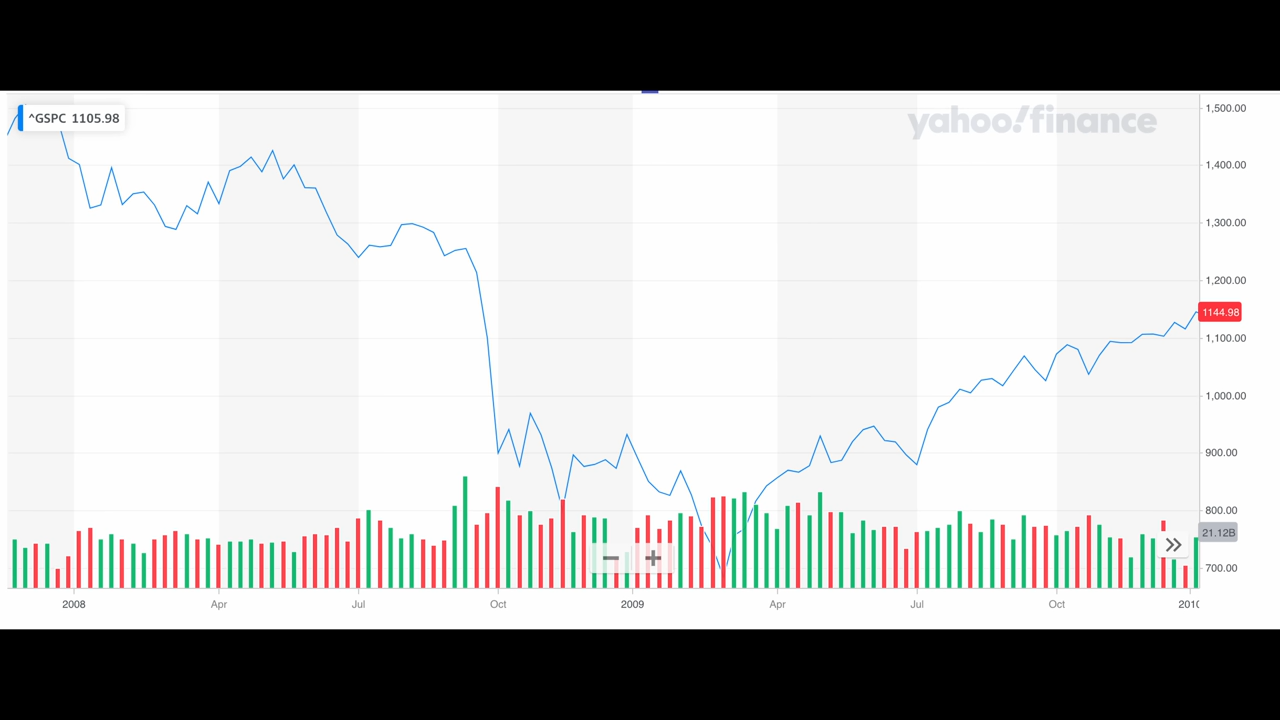 ^GSPC 1105.98
yahoo!finance
1,500.00
1,400.00
1,300.00
1,200.00
1144.98
1,100.00
1,000.00
900.00
800.00
21.12B
700.00
2008 Apr Jul Oct 2009 Apr Jul Oct 2010